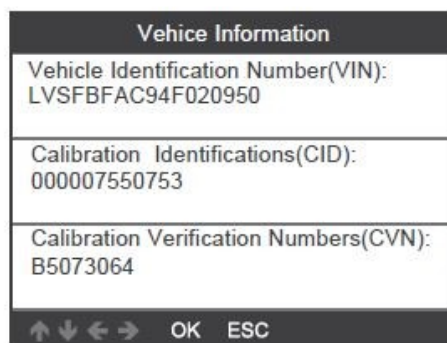 Vehice Information
Vehicle Identification Number(VIN):
LVSFBFAC94F020950
Calibration Identifications(CID):
000007550753
Calibration Verification Numbers(CVN):
B5073064
OK ESC